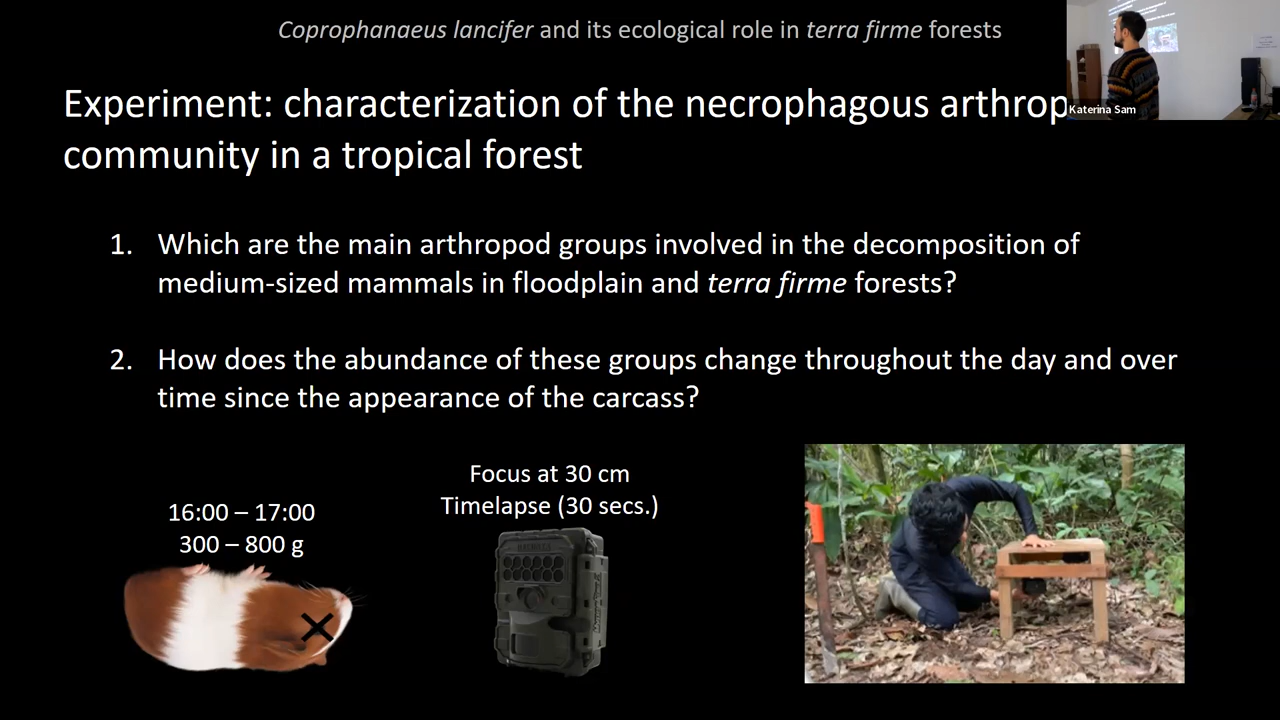 Coprophanaeus lancifer and its ecological role in terra firme forests
Experiment: characterization of the necrophagous arthrop
Katerina Sam
community in a tropical forest
1. Which are the main arthropod groups involved in the decomposition of
medium-sized mammals in floodplain and terra firme forests?
2. How does the abundance of these groups change throughout the day and over
time since the appearance of the carcass?
Focus at 30 cm
Timelapse (30 secs.)
16:00 – 17:00
300 – 800 g